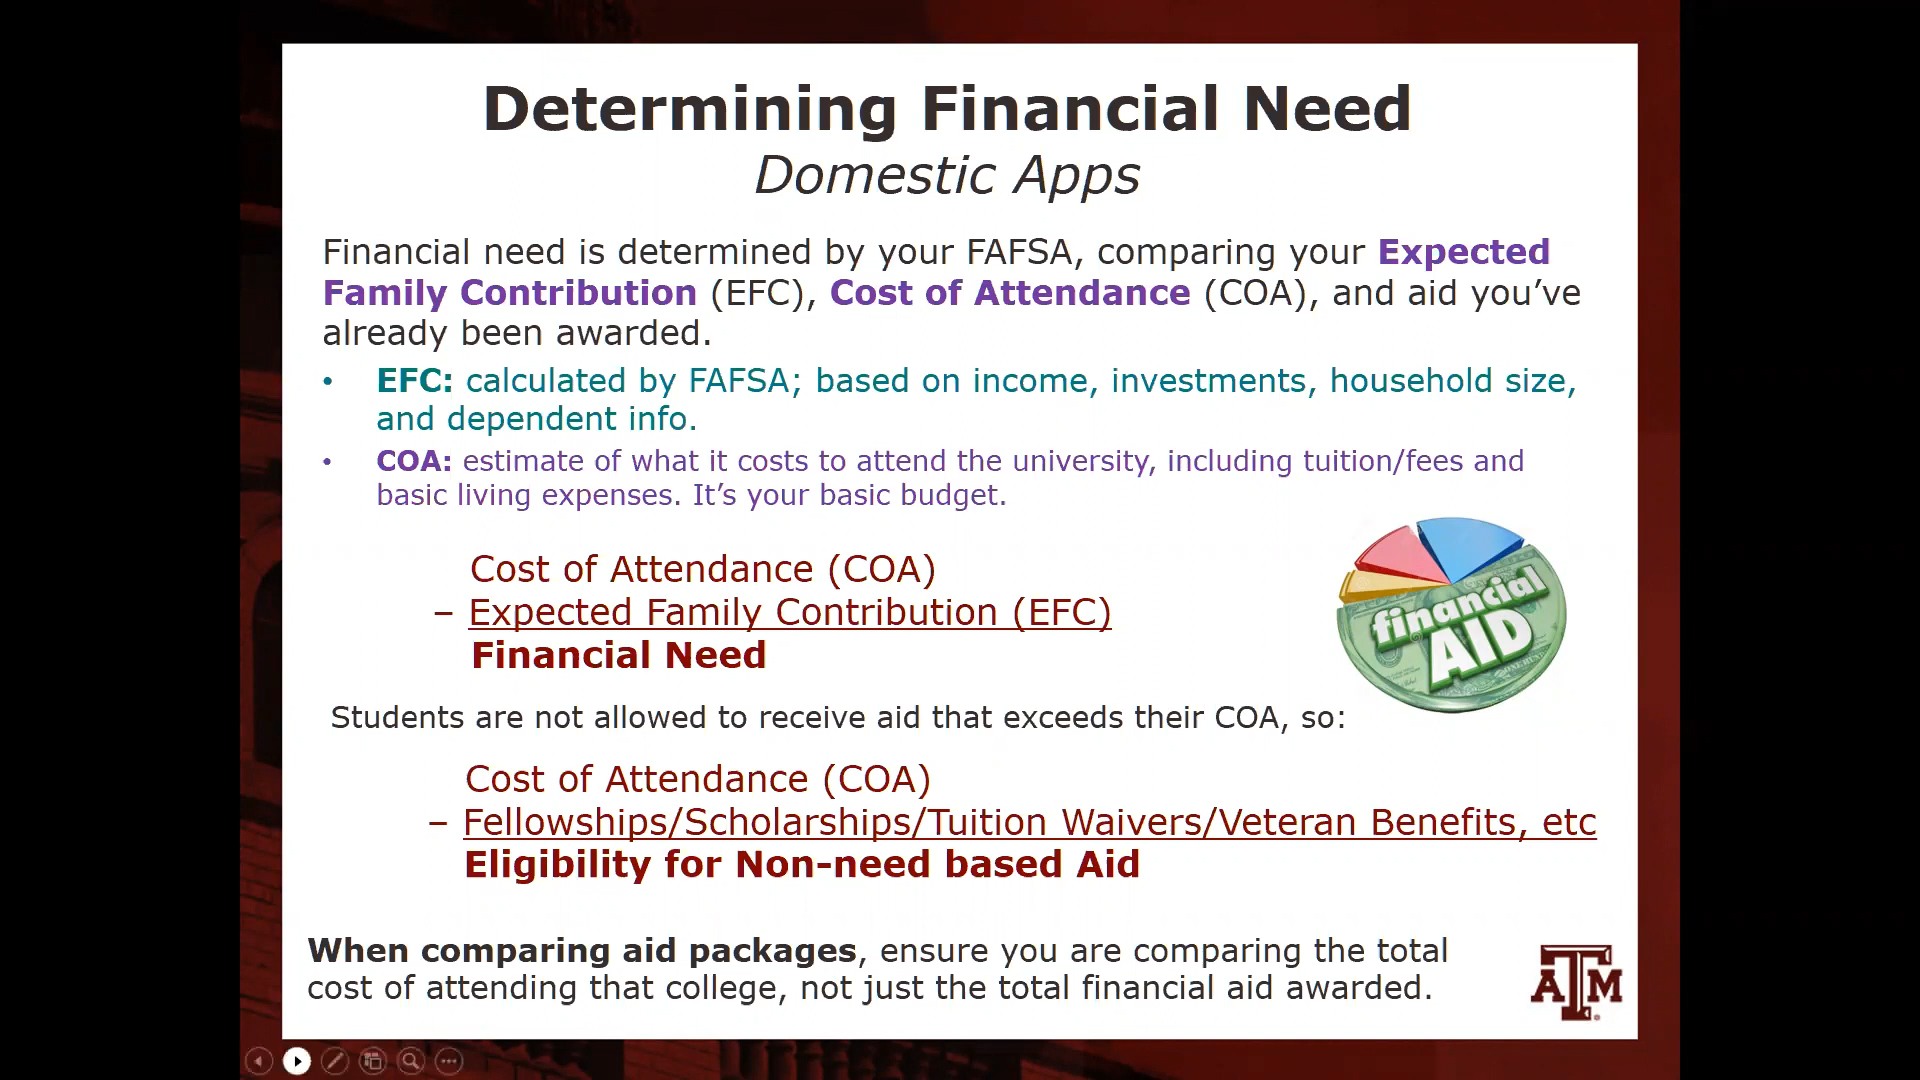 Determining Financial Need
Domestic Apps
Financial need is determined by your FAFSA, comparing your Expected
Family Contribution (EFC), Cost of Attendance (COA), and aid you’ve
already been awarded.
• EFC: calculated by FAFSA; based on income, investments, household size,
and dependent info.
• COA: estimate of what it costs to attend the university, including tuition/fees and
basic living expenses. It’s your basic budget.
Cost of Attendance (COA)
– Expected Family Contribution (EFC)
Financial Need
financial
AID
Students are not allowed to receive aid that exceeds their COA, so:
Cost of Attendance (COA)
– Fellowships/Scholarships/Tuition Waivers/Veteran Benefits, etc
Eligibility for Non-need based Aid
When comparing aid packages, ensure you are comparing the total
cost of attending that college, not just the total financial aid awarded.
ATM